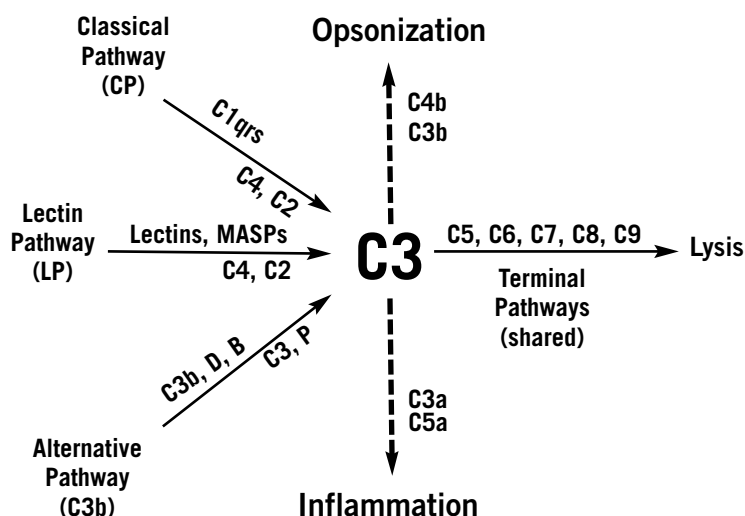 Classical
Pathway
(CP)
C1qrs
C4, C2
Opsonization
C4b
C3b
Lectin
Pathway
(LP)
Lectins, MASPs
C4, C2
C3
C5, C6, C7, C8, C9
Terminal
Pathways
(shared)
Lysis
Alternative
Pathway
(C3b)
C3b, D, B
C3, P
C3a
C5a
Inflammation